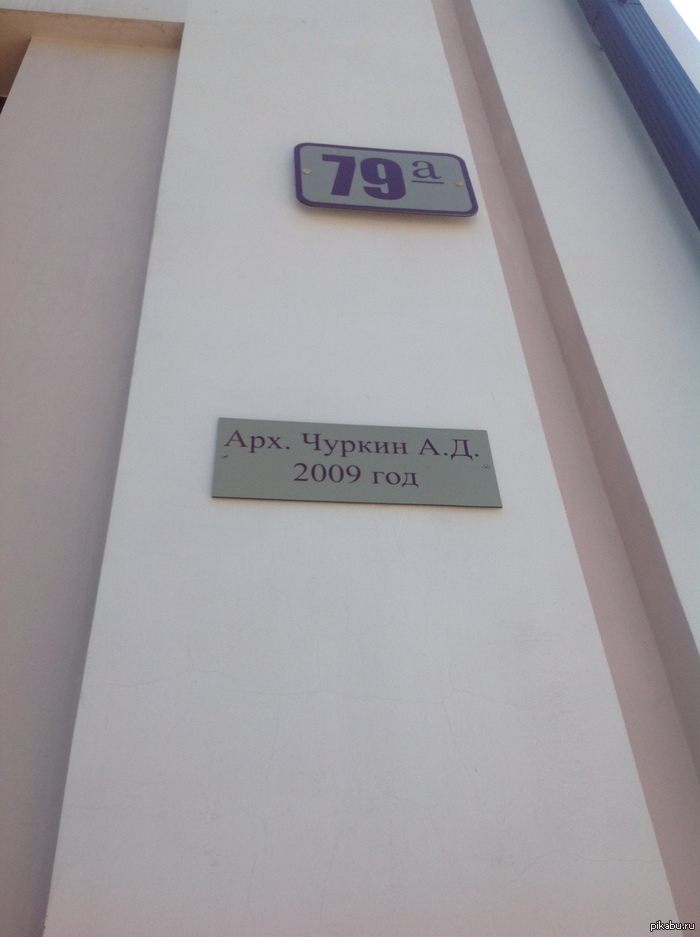 79а
Арх. Чуркин А.Д.
2009 год
pikabu.ru